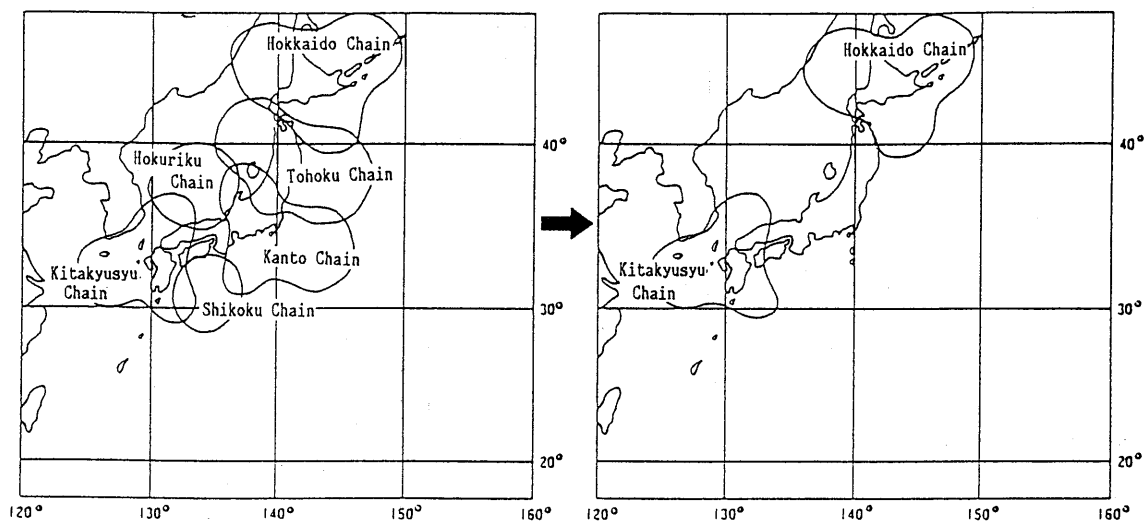 Hokkaido Chain
Hokuriku
Chain
Tohoku Chain
Kanto Chain
Kitakyusyu
Chain
Shikoku Chain
40°
30°
20°
120° 130° 140° 150° 160°
Hokkaido Chain
Kitakyusyu
Chain
40°
30°
20°
120° 130° 140° 150° 160°